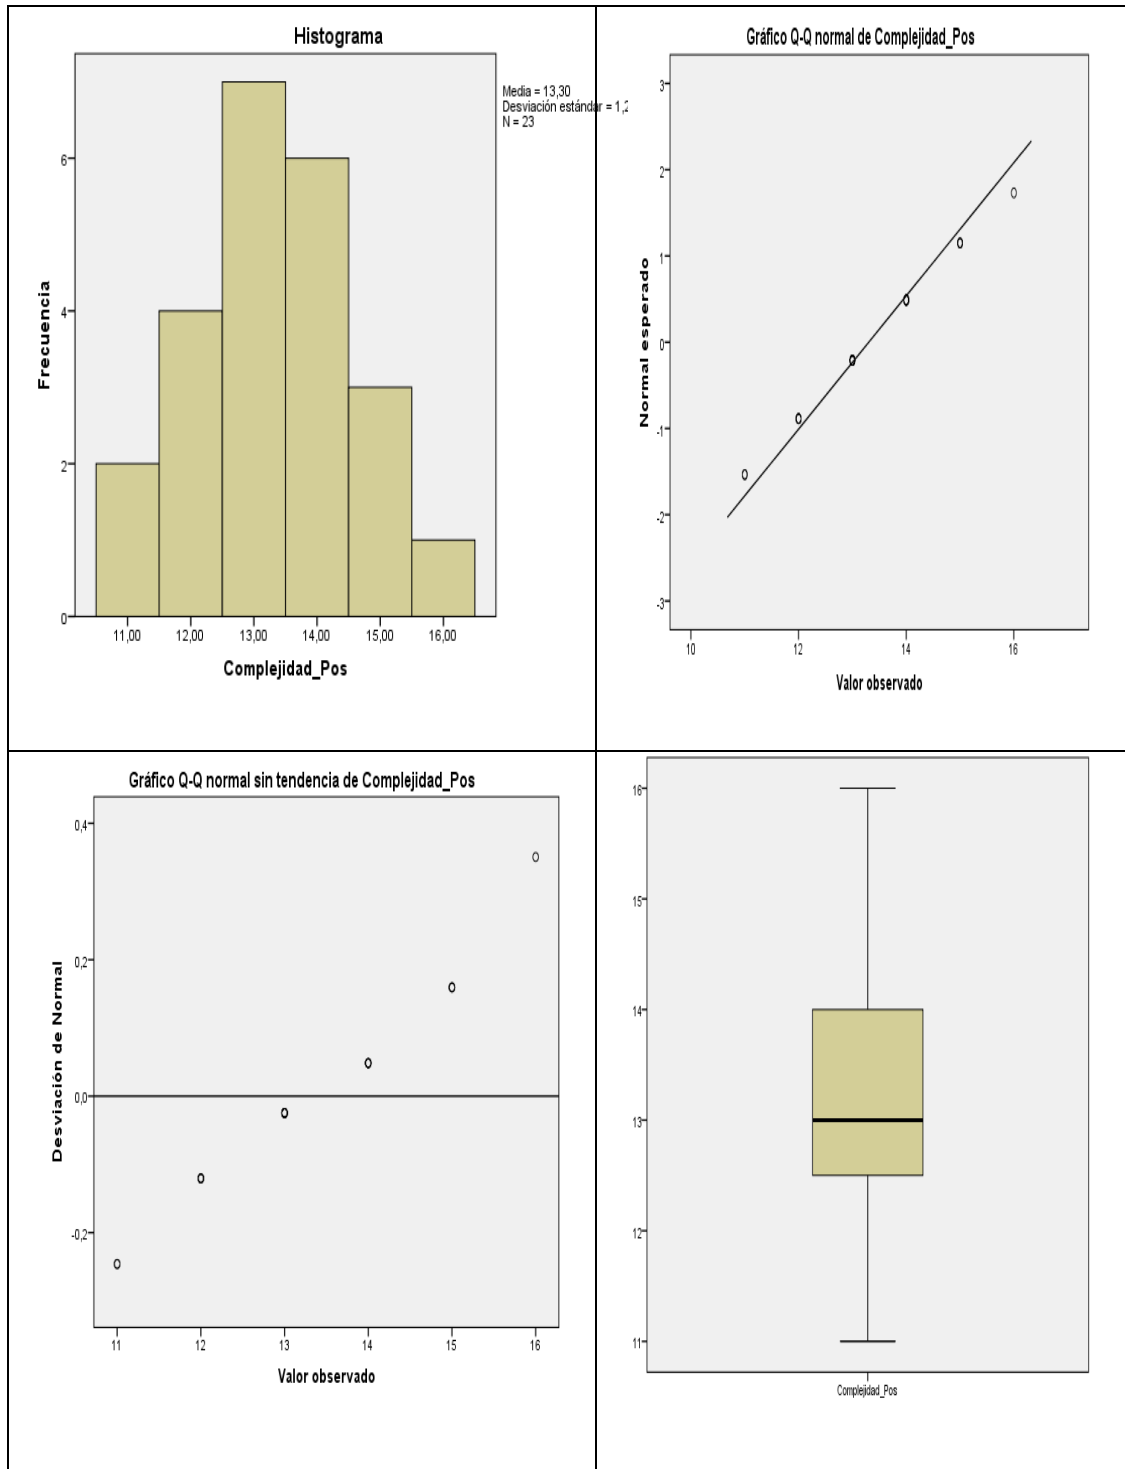 Histograma
Media = 13,30
Desviación estándar = 1,2
N = 23
Frecuencia
6
4
2
0
11,00 12,00 13,00 14,00 15,00 16,00
Complejidad_Pos
Gráfico Q-Q normal de Complejidad_Pos
Normal esperado
3
2
1
0
-1
-2
-3
10 12 14 16
Valor observado
Gráfico Q-Q normal sin tendencia de Complejidad_Pos
Desviación de Normal
0,4
0,2
0,0
-0,2
11 12 13 14 15 16
Valor observado
16
15
14
13
12
11
Complejidad_Pos